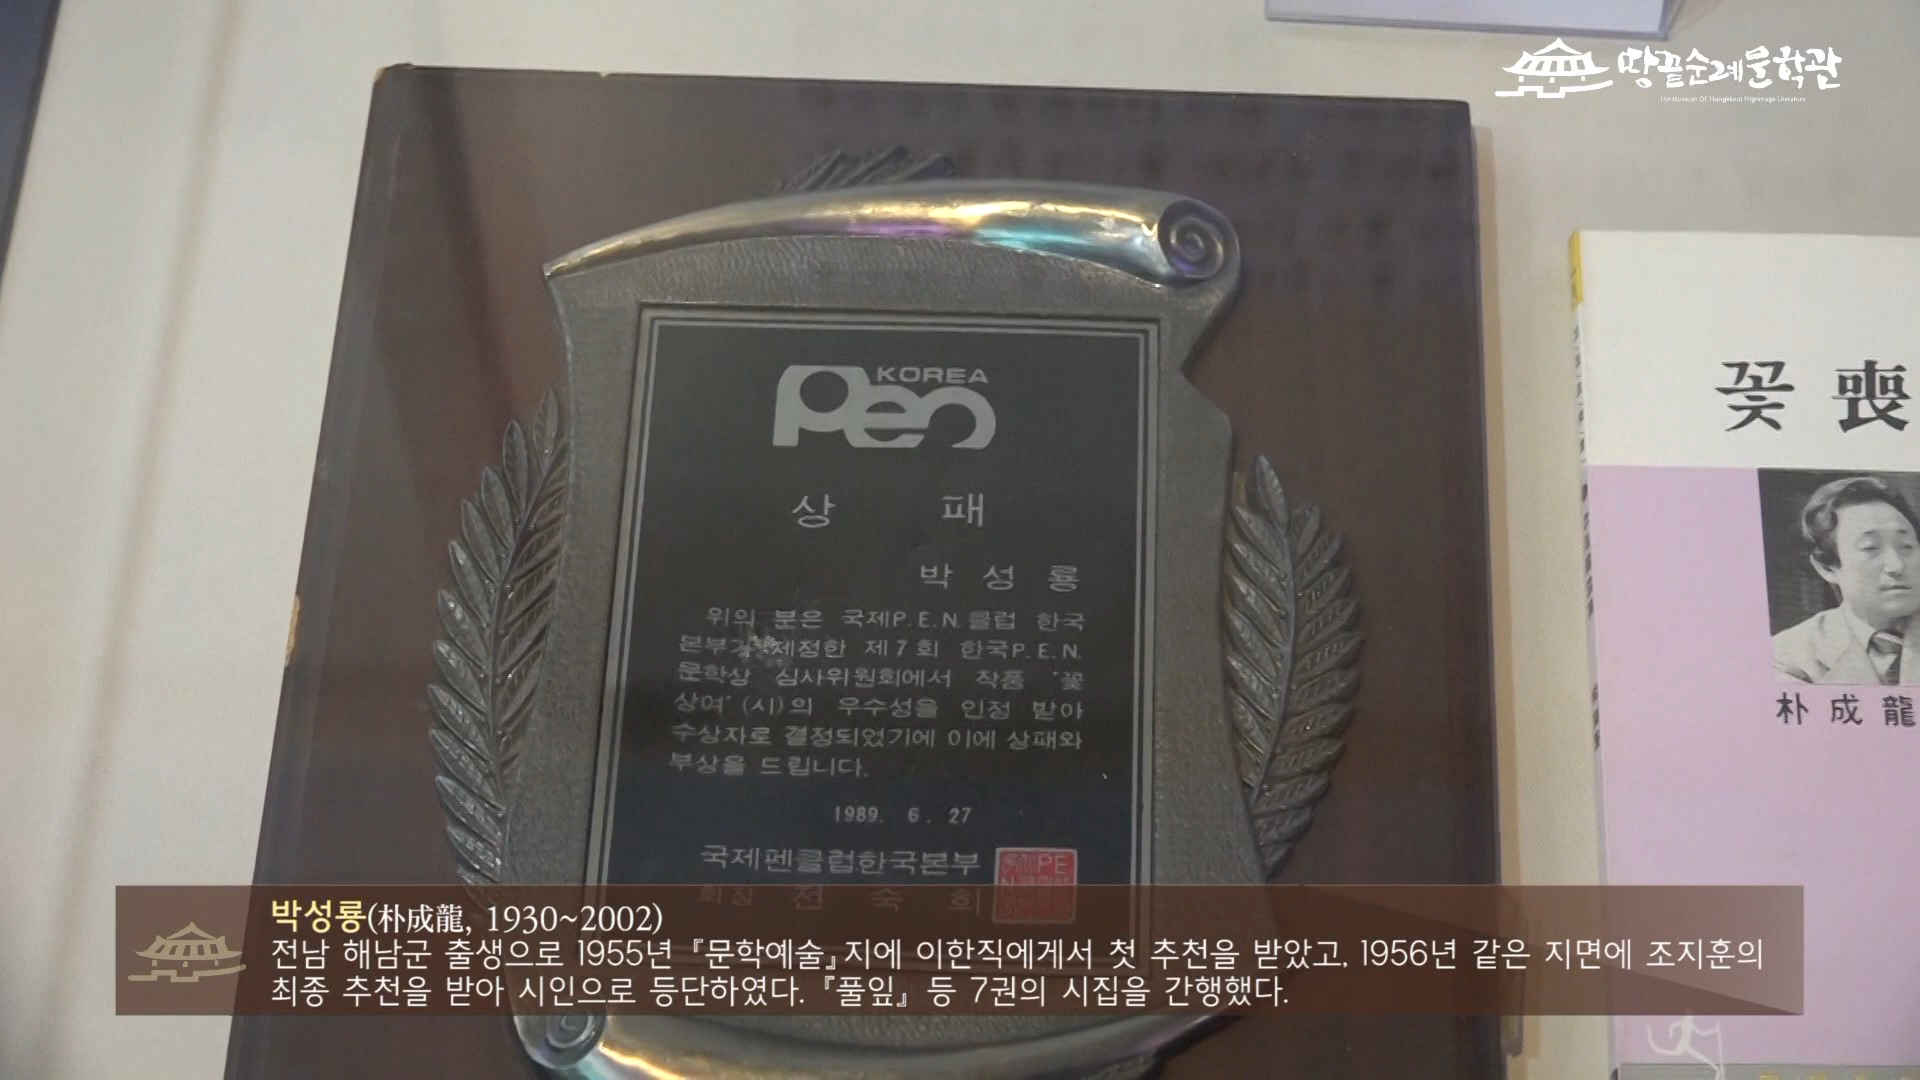 땅끝순례문학관
The Museum Of Ttangkkeut Pilgrimage Literature
KOREA
Pen
상 패
박 성 룡
위의 분은 국제P.E.N.클럽 한국
본부가 제정한 제7회 한국P.E.N.
문학상 심사위원회에서 작품 '꽃
상여' (시)의 우수성을 인정 받아
수상자로 결정되었기에 이에 상패와
부상을 드립니다.
1989. 6. 27
국제펜클럽한국본부
회장 전 숙 희
꽃 喪
朴 成 龍
박성룡(朴成龍, 1930~2002)
전남 해남군 출생으로 1955년 『문학예술』지에 이한직에게서 첫 추천을 받았고, 1956년 같은 지면에 조지훈의
최종 추천을 받아 시인으로 등단하였다. 『풀잎』 등 7권의 시집을 간행했다.